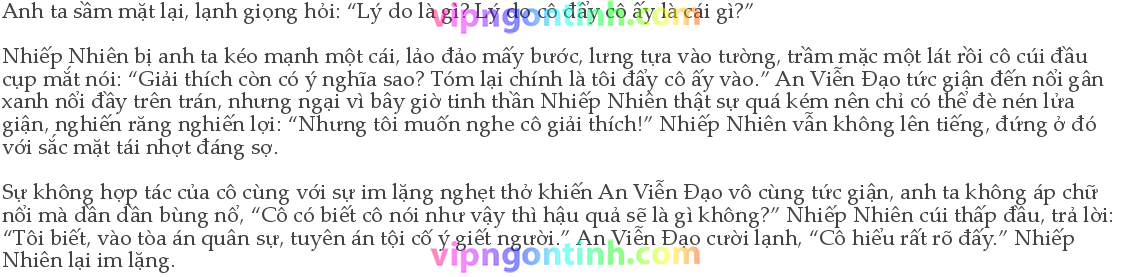 Anh ta sầm mặt lại, lạnh giọng hỏi: “Lý do là gì? Lý do cô đẩy cô ấy là cái gì?”
vipngontinh.com
Nhiếp Nhiên bị anh ta kéo mạnh một cái, lảo đảo mấy bước, lưng tựa vào tường, trầm mặc một lát rồi cô cúi đầu
cụp mắt nói: “Giải thích còn có ý nghĩa sao? Tóm lại chính là tôi đẩy cô ấy vào.” An Viễn Đạo tức giận đến nổi gân
xanh nổi đầy trên trán, nhưng ngại vì bây giờ tinh thần Nhiếp Nhiên thật sự quá kém nên chỉ có thể đè nén lửa
giận, nghiến răng nghiến lợi: “Nhưng tôi muốn nghe cô giải thích!” Nhiếp Nhiên vẫn không lên tiếng, đứng ở đó
với sắc mặt tái nhợt đáng sợ.
Sự không hợp tác của cô cùng với sự im lặng nghẹt thở khiến An Viễn Đạo vô cùng tức giận, anh ta không áp chữ
nổi mà dần dần bùng nổ, “Cô có biết cô nói như vậy thì hậu quả sẽ là gì không?” Nhiếp Nhiên cúi thấp đầu, trả lời:
“Tôi biết, vào tòa án quân sự, tuyên án tội cố ý giết người.” An Viễn Đạo cười lạnh, “Cô hiểu rất rõ đấy.” Nhiếp
Nhiên lại im lặng.
vipngontinh.com